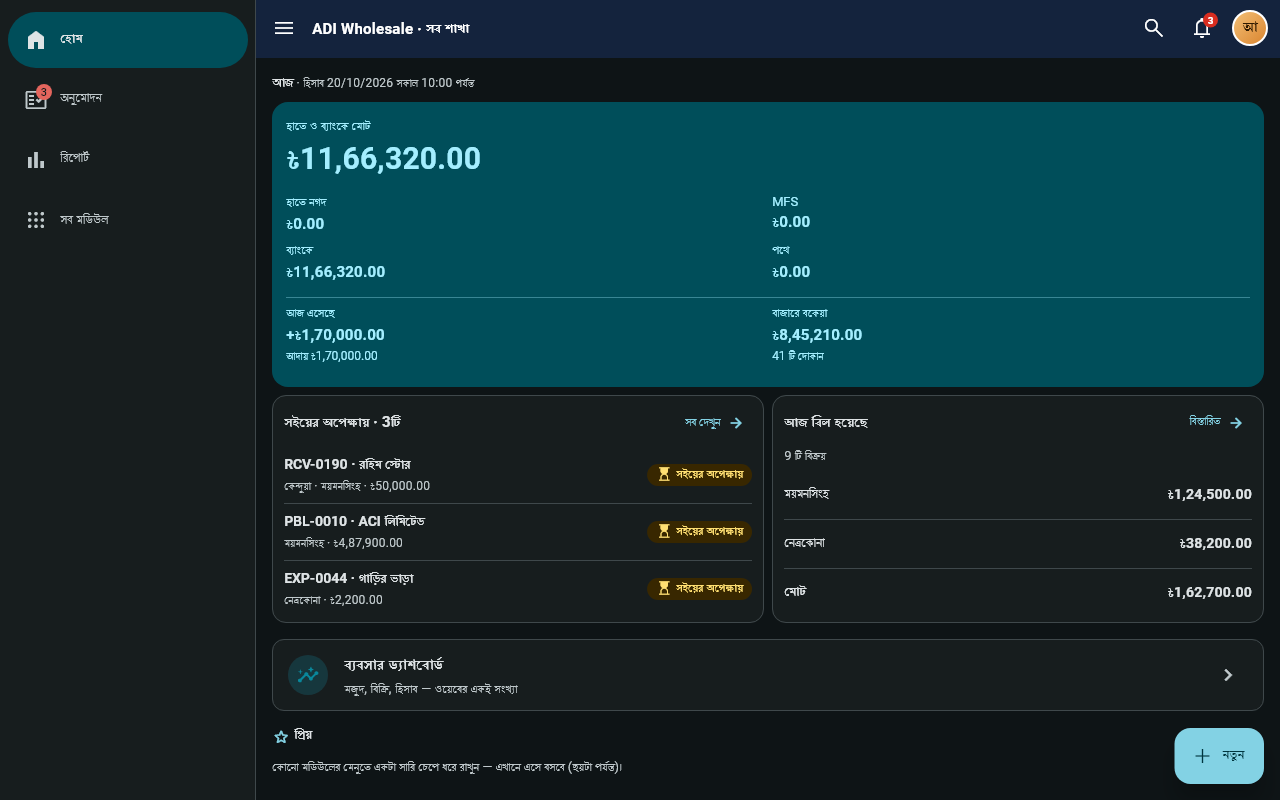 হোম
3
অনুমোদন
রিপোর্ট
সব মডিউল
ADI Wholesale · সব শাখা
3
আ
আজ · হিসাব 20/10/2026 সকাল 10:00 পর্যন্ত
হাতে ও ব্যাংকে মোট
৳11,66,320.00
হাতে নগদ
৳0.00
MFS
৳0.00
ব্যাংকে
৳11,66,320.00
পথে
৳0.00
আজ এসেছে
+৳1,70,000.00
আদায় ৳1,70,000.00
বাজারে বকেয়া
৳8,45,210.00
41 টি দোকান
সইয়ের অপেক্ষায় · 3টি
সব দেখুন
RCV-0190 · রহিম স্টোর
কেন্দুয়া · ময়মনসিংহ · ৳50,000.00
সইয়ের অপেক্ষায়
PBL-0010 · ACI লিমিটেড
ময়মনসিংহ · ৳4,87,900.00
সইয়ের অপেক্ষায়
EXP-0044 · গাড়ির ভাড়া
নেত্রকোনা · ৳2,200.00
সইয়ের অপেক্ষায়
আজ বিল হয়েছে
বিস্তারিত
9 টি বিক্রয়
ময়মনসিংহ
৳1,24,500.00
নেত্রকোনা
৳38,200.00
মোট
৳1,62,700.00
ব্যবসার ড্যাশবোর্ড
মজুদ, বিক্রি, হিসাব — ওয়েবের একই সংখ্যা
প্রিয়
কোনো মডিউলের মেনুতে একটা সারি চেপে ধরে রাখুন — এখানে এসে বসবে (ছয়টা পর্যন্ত)।
নতুন